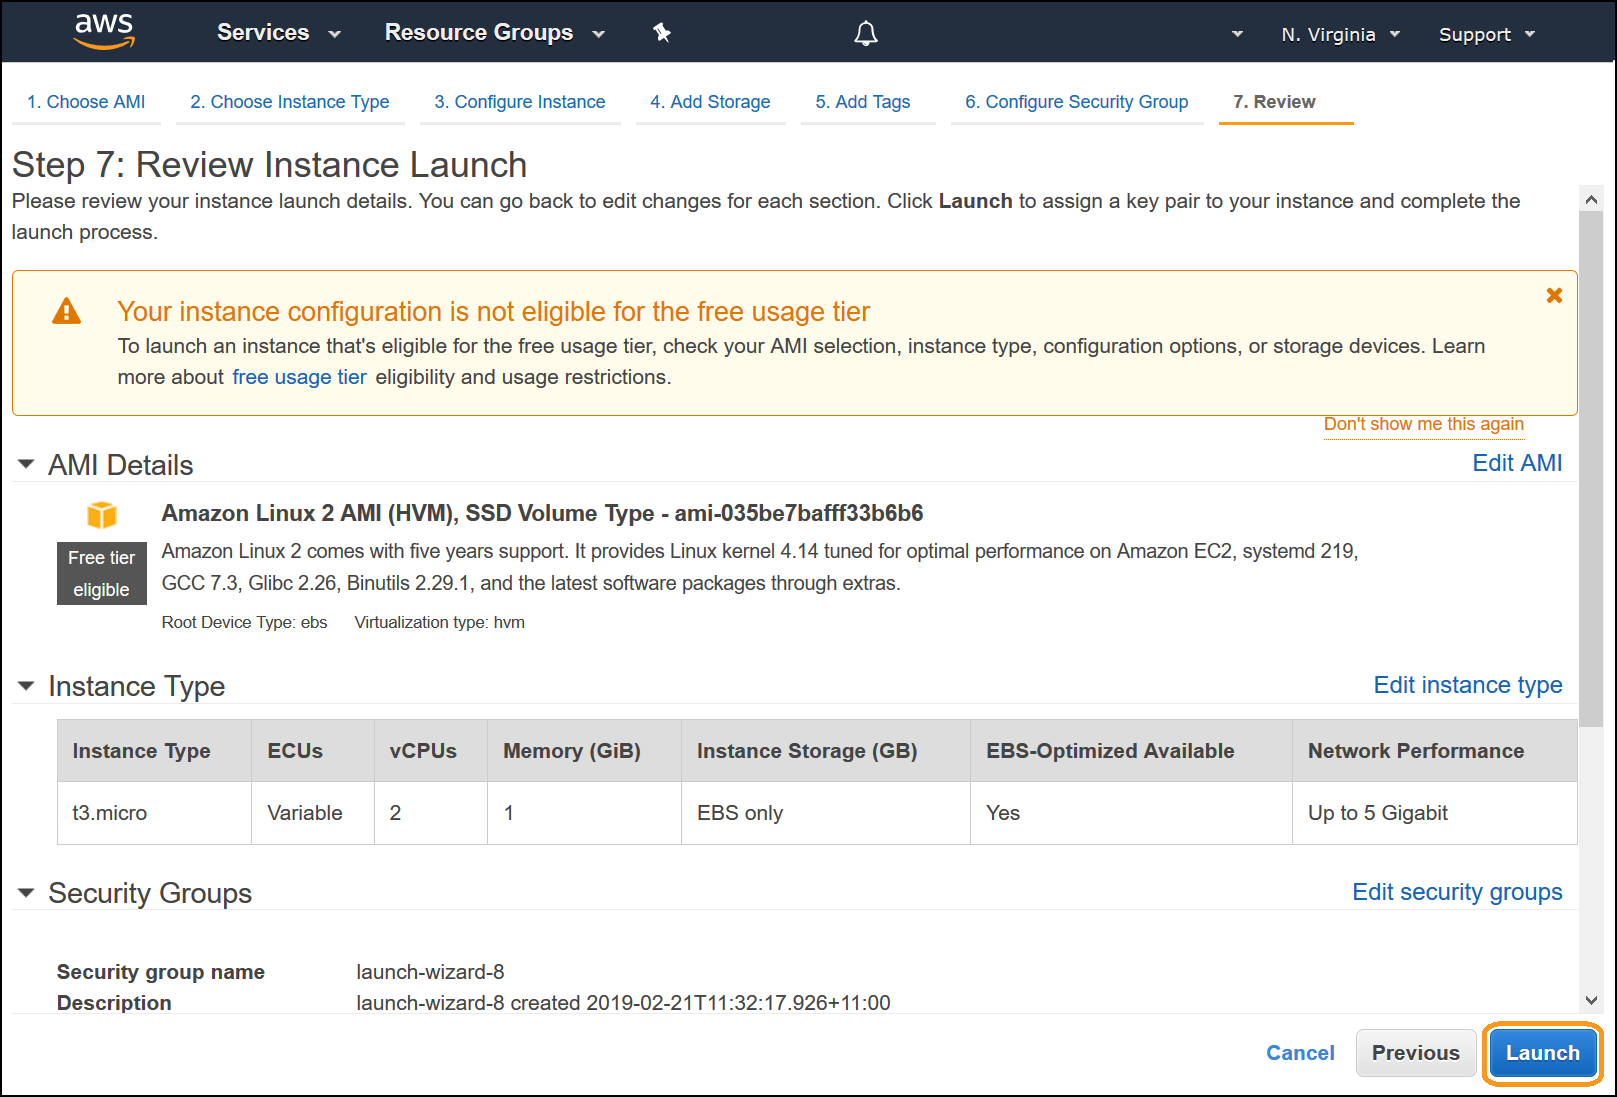 aws Services Resource Groups N. Virginia Support
1. Choose AMI 2. Choose Instance Type 3. Configure Instance 4. Add Storage 5. Add Tags 6. Configure Security Group 7. Review
Step 7: Review Instance Launch
Please review your instance launch details. You can go back to edit changes for each section. Click Launch to assign a key pair to your instance and complete the
launch process.
Your instance configuration is not eligible for the free usage tier
To launch an instance that's eligible for the free usage tier, check your AMI selection, instance type, configuration options, or storage devices. Learn
more about free usage tier eligibility and usage restrictions.
Don't show me this again
AMI Details Edit AMI
Amazon Linux 2 AMI (HVM), SSD Volume Type - ami-035be7bafff33b6b6
Free tier
eligible
Amazon Linux 2 comes with five years support. It provides Linux kernel 4.14 tuned for optimal performance on Amazon EC2, systemd 219,
GCC 7.3, Glibc 2.26, Binutils 2.29.1, and the latest software packages through extras.
Root Device Type: ebs Virtualization type: hvm
Instance Type Edit instance type
Instance Type ECUs vCPUs Memory (GiB) Instance Storage (GB) EBS-Optimized Available Network Performance
t3.micro Variable 2 1 EBS only Yes Up to 5 Gigabit
Security Groups Edit security groups
Security group name launch-wizard-8
Description launch-wizard-8 created 2019-02-21T11:32:17.926+11:00
Cancel Previous Launch